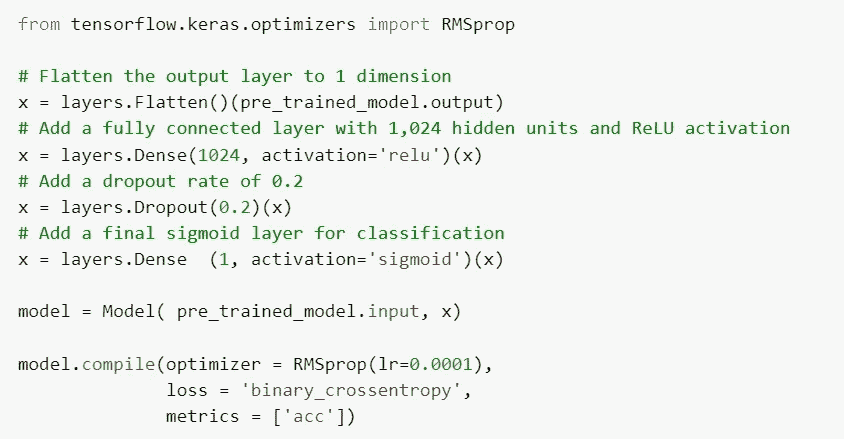 from tensorflow.keras.optimizers import RMSprop
# Flatten the output layer to 1 dimension
x = layers.Flatten()(pre_trained_model.output)
# Add a fully connected layer with 1,024 hidden units and ReLU activation
x = layers.Dense(1024, activation='relu')(x)
# Add a dropout rate of 0.2
x = layers.Dropout(0.2)(x)
# Add a final sigmoid layer for classification
x = layers.Dense  (1, activation='sigmoid')(x)
model = Model( pre_trained_model.input, x)
model.compile(optimizer = RMSprop(lr=0.0001),
              loss = 'binary_crossentropy',
              metrics = ['acc'])